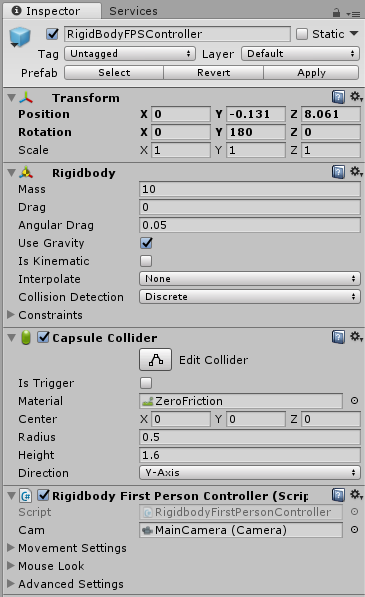 Inspector Services
RigidBodyFPSController Static
Tag Untagged Layer Default
Prefab Select Revert Apply
Transform
Position X 0 Y -0.131 Z 8.061
Rotation X 0 Y 180 Z 0
Scale X 1 Y 1 Z 1
Rigidbody
Mass 10
Drag 0
Angular Drag 0.05
Use Gravity
Is Kinematic
Interpolate None
Collision Detection Discrete
Constraints
Capsule Collider
Edit Collider
Is Trigger
Material ZeroFriction
Center X 0 Y 0 Z 0
Radius 0.5
Height 1.6
Direction Y-Axis
Rigidbody First Person Controller (Scrip
Script RigidbodyFirstPersonController
Cam MainCamera (Camera)
Movement Settings
Mouse Look
Advanced Settings